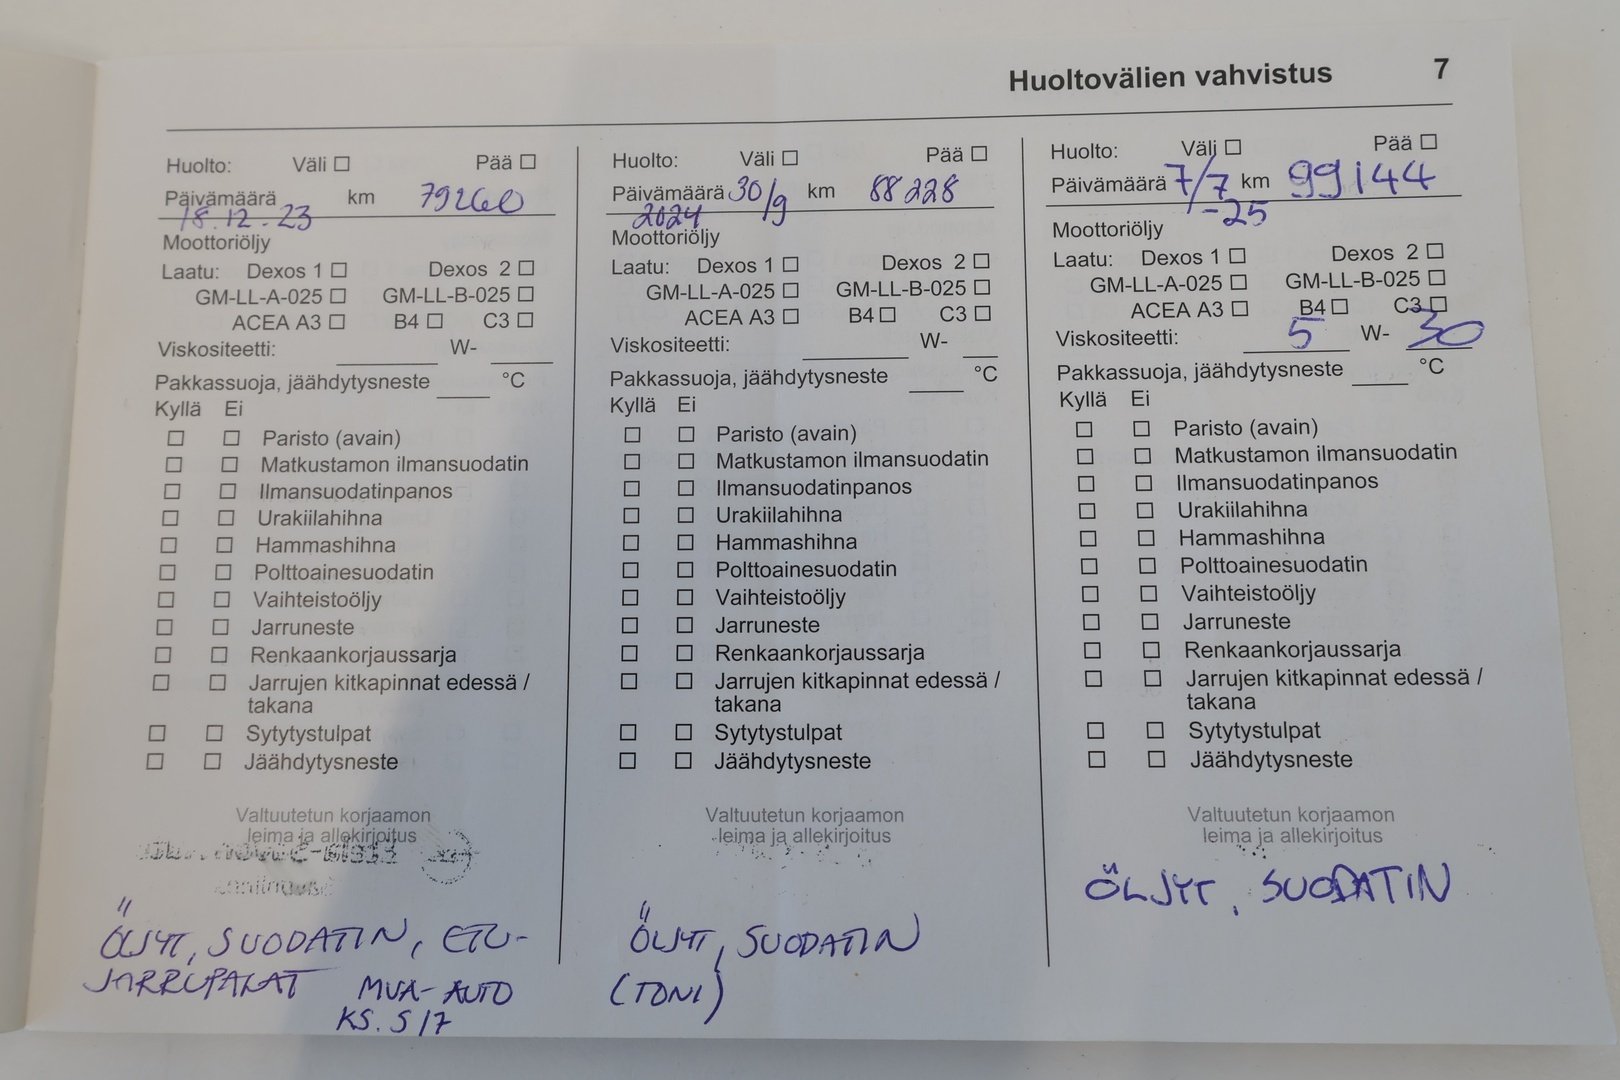 Huoltovälien vahvistus 7
Huolto: Väli Pää
Päivämäärä km 79260
18.12.23
Moottoriöljy
Laatu: Dexos 1 Dexos 2
GM-LL-A-025 GM-LL-B-025
ACEA A3 B4 C3
Viskositeetti: W-
Pakkassuoja, jäähdytysneste °C
Kyllä Ei
Paristo (avain)
Matkustamon ilmansuodatin
Ilmansuodatinpanos
Urakiilahihna
Hammashihna
Polttoainesuodatin
Vaihteistoöljy
Jarruneste
Renkaankorjaussarja
Jarrujen kitkapinnat edessä /
takana
Sytytystulpat
Jäähdytysneste
Valtuutetun korjaamon
leima ja allekirjoitus
ÖLJYT, SUODATIN, ETU-
JARRUPALAT MUA-AUTO
KS. S/7
Huolto: Väli Pää
Päivämäärä 30/9 km 88228
2024
Moottoriöljy
Laatu: Dexos 1 Dexos 2
GM-LL-A-025 GM-LL-B-025
ACEA A3 B4 C3
Viskositeetti: W-
Pakkassuoja, jäähdytysneste °C
Kyllä Ei
Paristo (avain)
Matkustamon ilmansuodatin
Ilmansuodatinpanos
Urakiilahihna
Hammashihna
Polttoainesuodatin
Vaihteistoöljy
Jarruneste
Renkaankorjaussarja
Jarrujen kitkapinnat edessä /
takana
Sytytystulpat
Jäähdytysneste
Valtuutetun korjaamon
leima ja allekirjoitus
ÖLJYT, SUODATIN
(TONI)
Huolto: Väli Pää
Päivämäärä 7/7 km 99144
-25
Moottoriöljy
Laatu: Dexos 1 Dexos 2
GM-LL-A-025 GM-LL-B-025
ACEA A3 B4 C3
Viskositeetti: 5 W- 30
Pakkassuoja, jäähdytysneste °C
Kyllä Ei
Paristo (avain)
Matkustamon ilmansuodatin
Ilmansuodatinpanos
Urakiilahihna
Hammashihna
Polttoainesuodatin
Vaihteistoöljy
Jarruneste
Renkaankorjaussarja
Jarrujen kitkapinnat edessä /
takana
Sytytystulpat
Jäähdytysneste
Valtuutetun korjaamon
leima ja allekirjoitus
ÖLJYT, SUODATIN